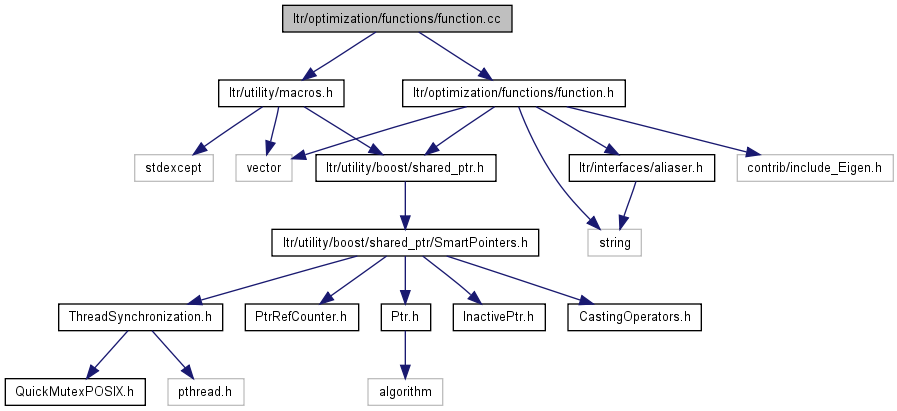 ltr/optimization/functions/function.cc
ltr/utility/macros.h
ltr/optimization/functions/function.h
stdexcept
vector
ltr/utility/boost/shared_ptr.h
ltr/interfaces/aliaser.h
contrib/include_Eigen.h
ltr/utility/boost/shared_ptr/SmartPointers.h
string
ThreadSynchronization.h
PtrRefCounter.h
Ptr.h
InactivePtr.h
CastingOperators.h
QuickMutexPOSIX.h
pthread.h
algorithm